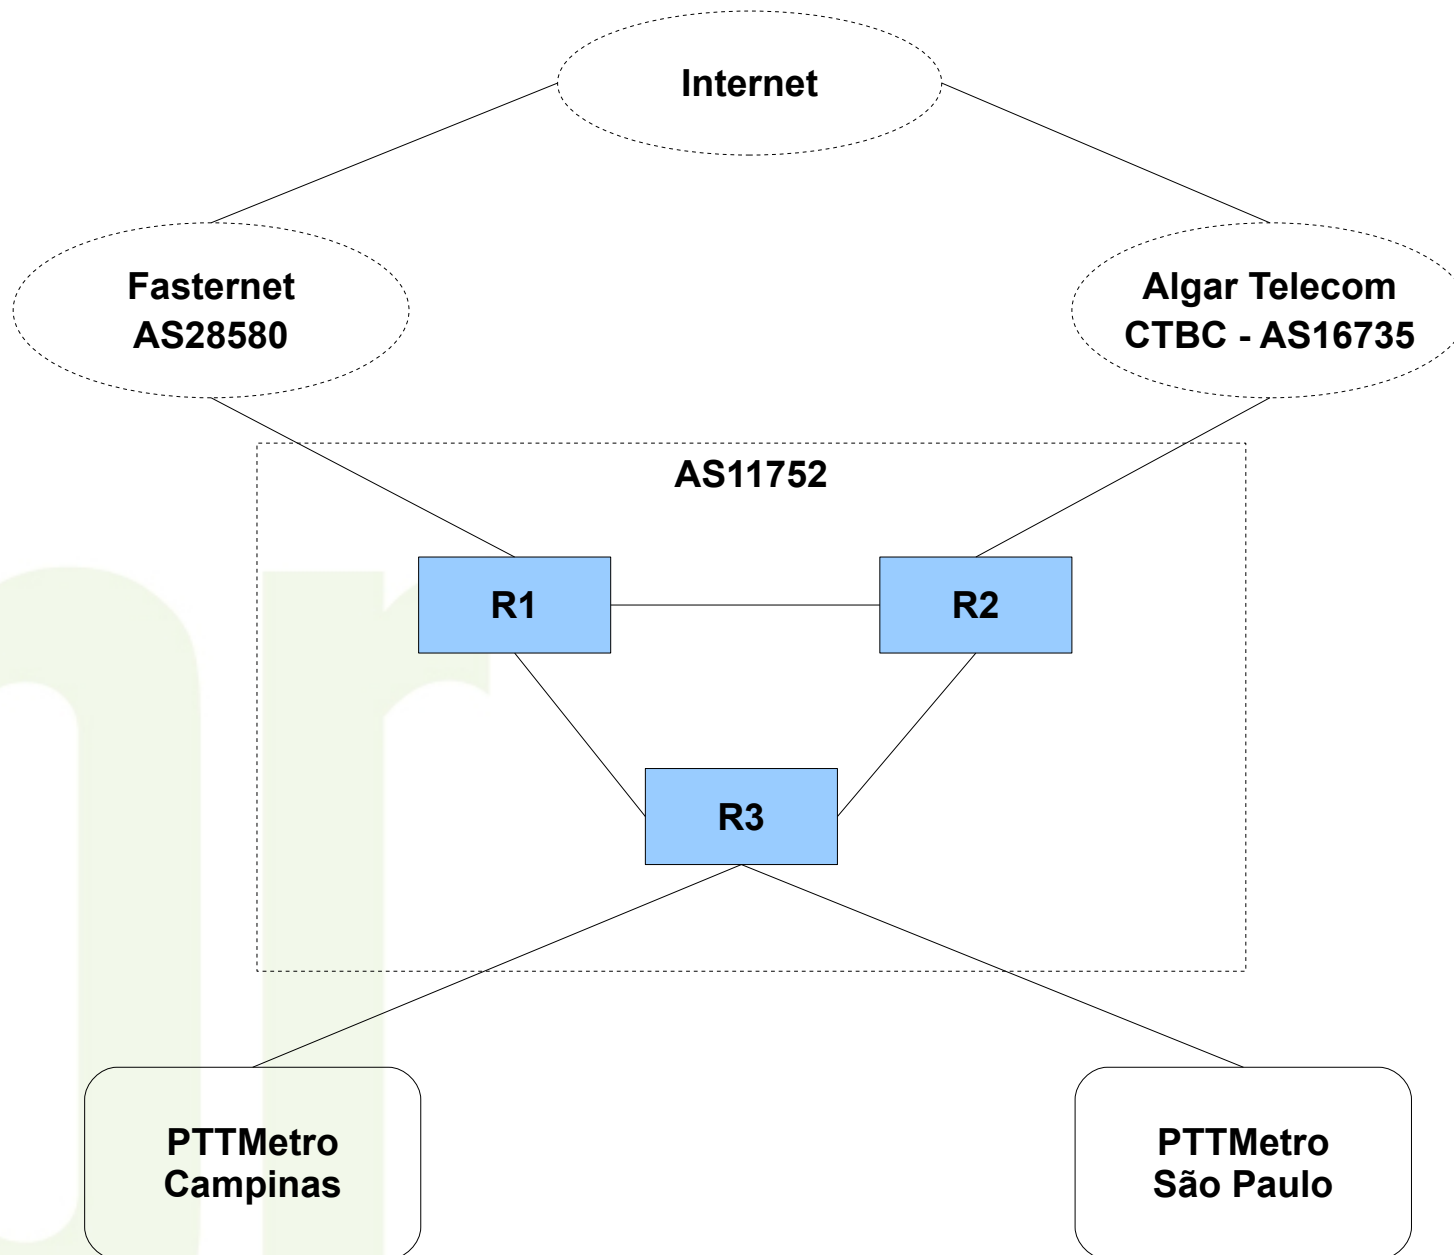 Internet
Fasternet
AS28580
Algar Telecom
CTBC - AS16735
AS11752
R1
R2
R3
PTTMetro
Campinas
PTTMetro
São Paulo